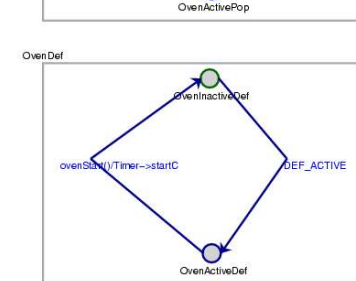 OvenActivePop
OvenDef
OvenInactiveDef
ovenStart()/Timer-->startC
DEF_ACTIVE
OvenActiveDef